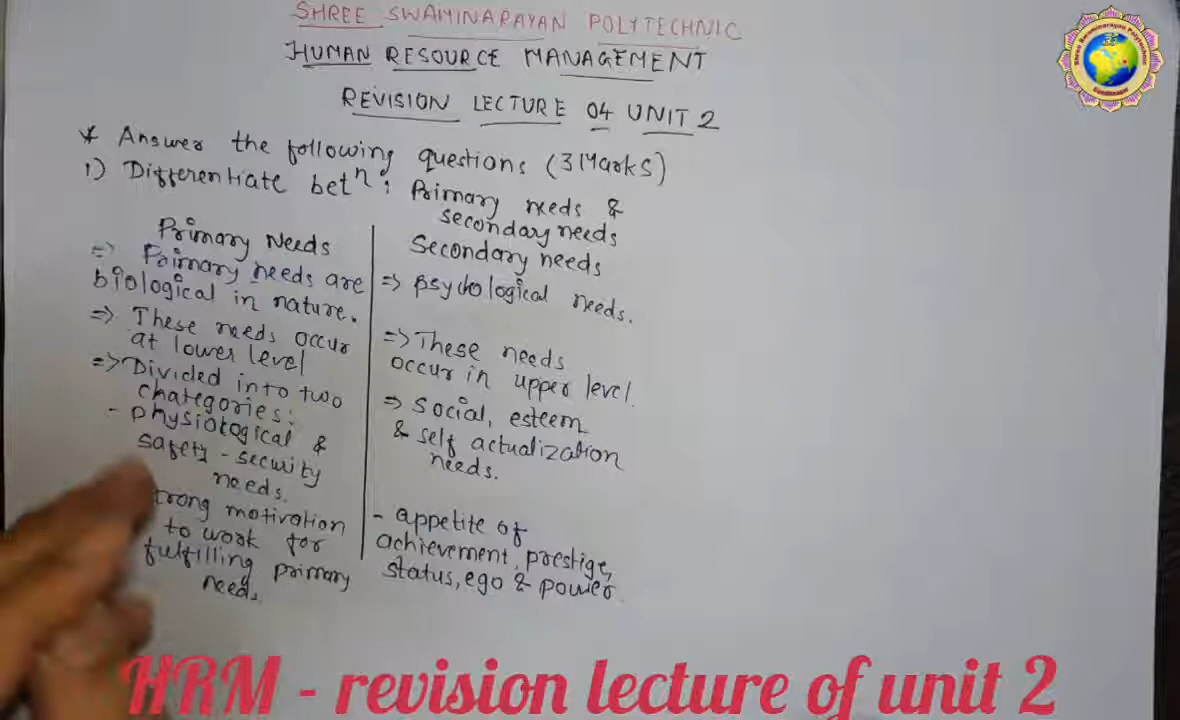 SHREE SWAMINARAYAN POLYTECHNIC
HUMAN RESOURCE MANAGEMENT
REVISION LECTURE 04 UNIT 2
* Answer the following questions (3 Marks)
1) Differentiate betn : Primary needs &
secondary needs
Primary Needs
=> Primary needs are
biological in nature.
=> These needs occur
at lower level
=> Divided into two
chategories:
- physiological &
safety - security
needs.
trong motivation
to work for
fulfilling primary
needs.
Secondary needs
=> psychological needs.
=> These needs
occur in upper level.
=> Social, esteem
& self actualization
needs.
- appetite of
achievement, prestige,
status, ego & power.
HRM - revision lecture of unit 2